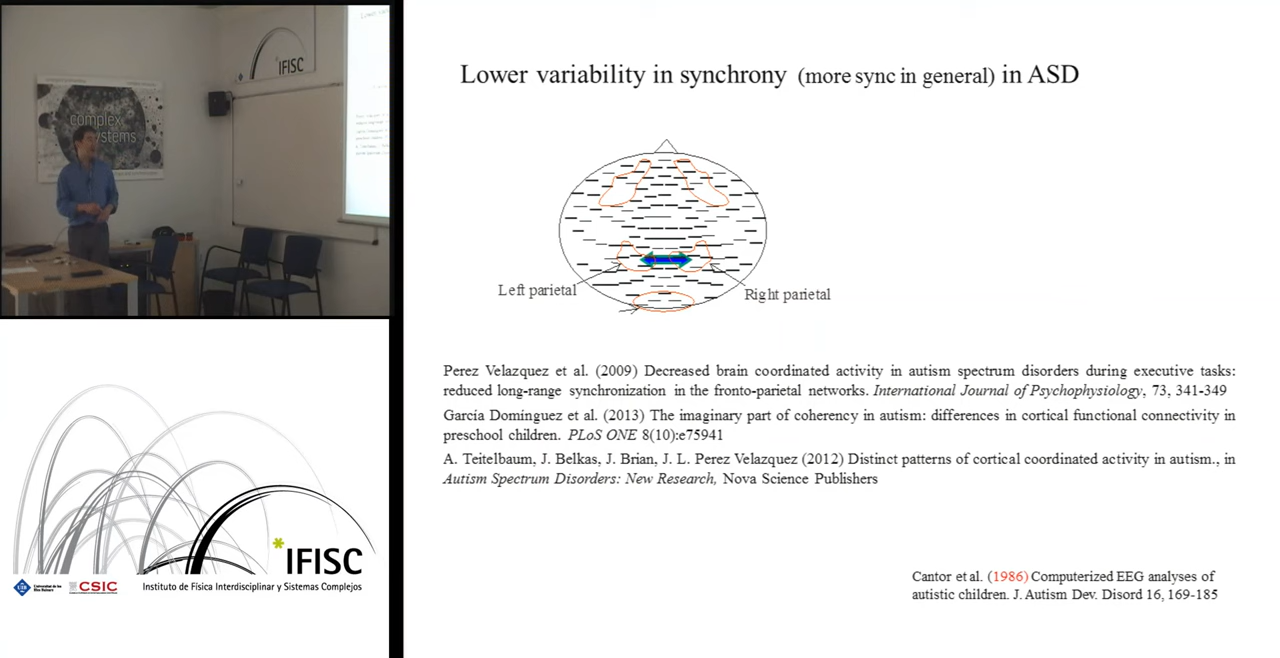 complex
systems
IFISC
Lower variability in synchrony (more sync in general) in ASD
Left parietal
Right parietal
Perez Velazquez et al. (2009) Decreased brain coordinated activity in autism spectrum disorders during executive tasks:
reduced long-range synchronization in the fronto-parietal networks. International Journal of Psychophysiology, 73, 341-349
García Domínguez et al. (2013) The imaginary part of coherency in autism: differences in cortical functional connectivity in
preschool children. PLoS ONE 8(10):e75941
A. Teitelbaum, J. Belkas, J. Brian, J. L. Perez Velazquez (2012) Distinct patterns of cortical coordinated activity in autism., in
Autism Spectrum Disorders: New Research, Nova Science Publishers
Cantor et al. (1986) Computerized EEG analyses of
autistic children. J. Autism Dev. Disord 16, 169-185
*IFISC
CSIC
Instituto de Física Interdisciplinar y Sistemas Complejos